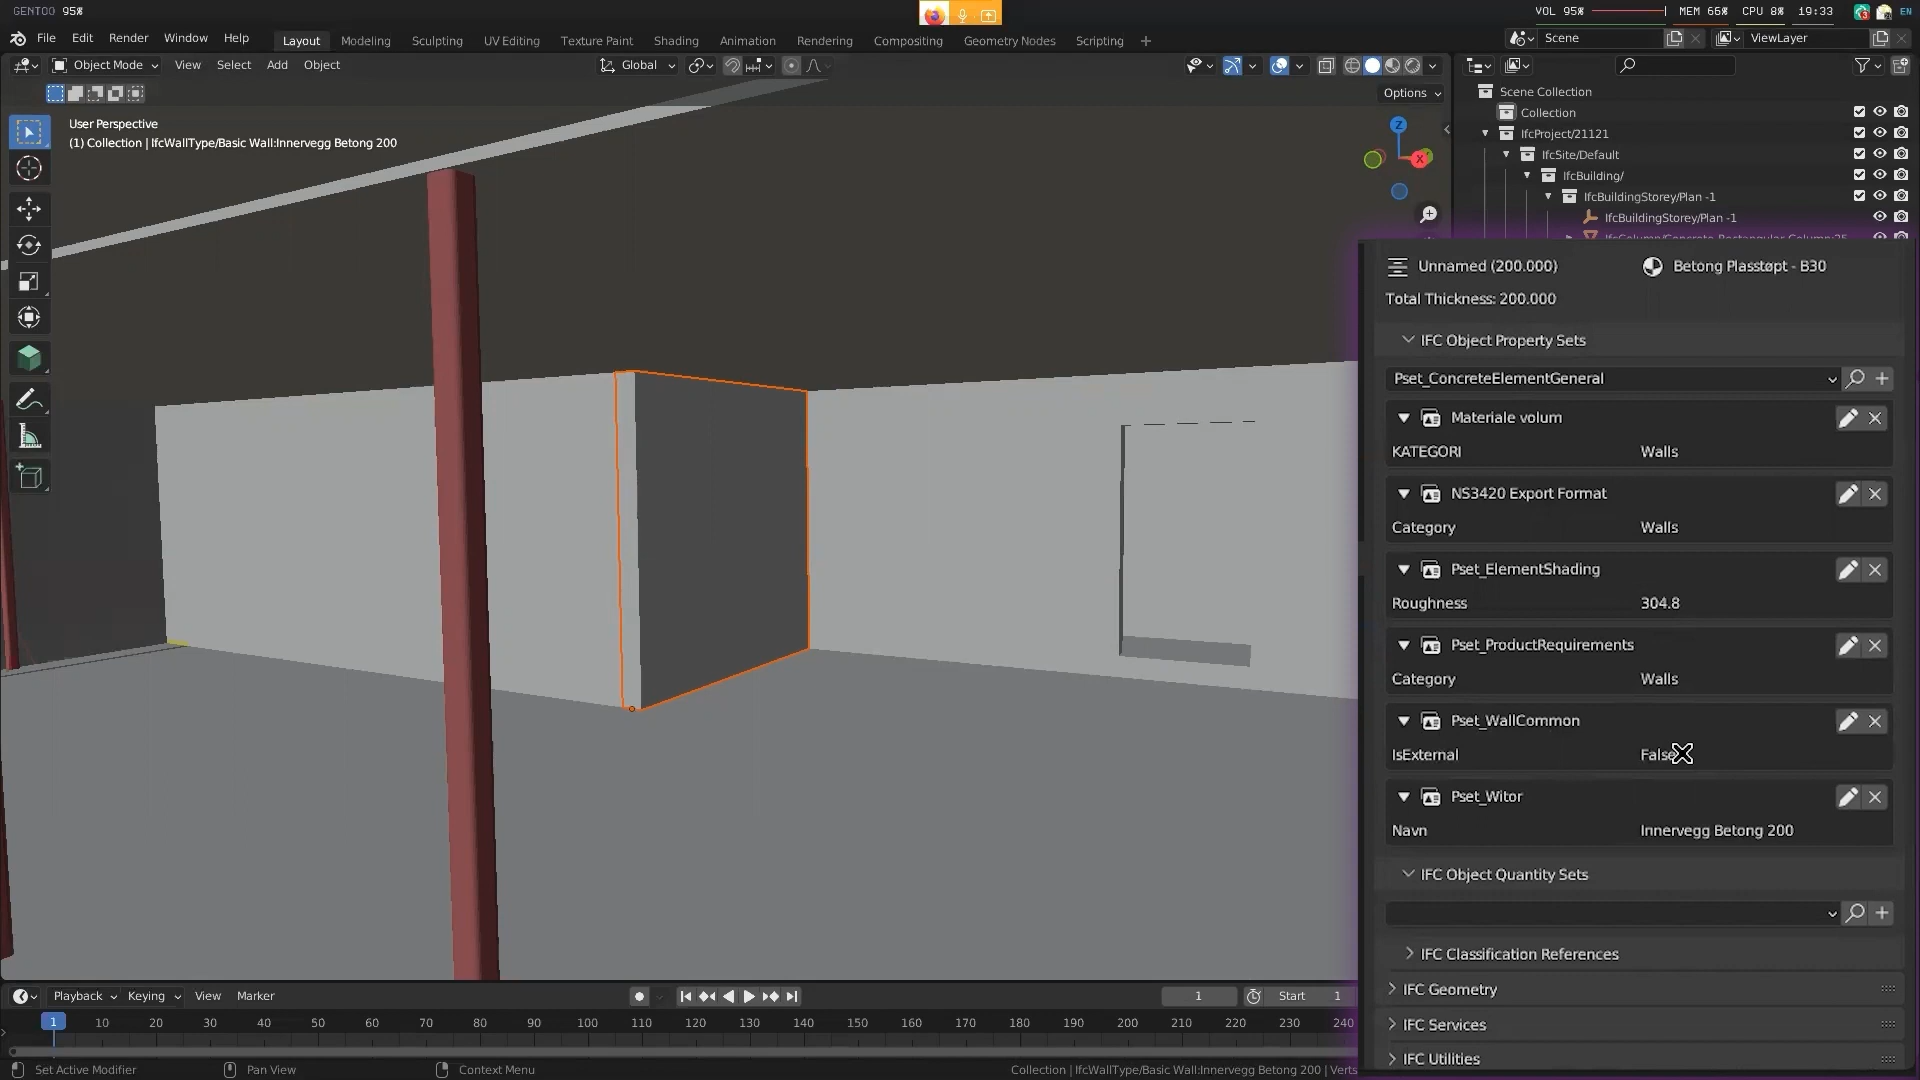 GENTOO 95%
VOL 95%
MEM 66%
CPU 8%
19:33
EN
File Edit Render Window Help
Layout Modeling Sculpting UV Editing Texture Paint Shading Animation Rendering Compositing Geometry Nodes Scripting +
Scene
ViewLayer
Object Mode
View Select Add Object
Global
Options
User Perspective
(1) Collection | IfcWallType/Basic Wall:Innervegg Betong 200
Z
X
Scene Collection
Collection
IfcProject/21121
IfcSite/Default
IfcBuilding/
IfcBuildingStorey/Plan -1
IfcBuildingStorey/Plan -1
Unnamed (200.000)
Betong Plasstøpt - B30
Total Thickness: 200.000
IFC Object Property Sets
Pset_ConcreteElementGeneral
Materiale volum
KATEGORI Walls
NS3420 Export Format
Category Walls
Pset_ElementShading
Roughness 304.8
Pset_ProductRequirements
Category Walls
Pset_WallCommon
IsExternal False
Pset_Witor
Navn Innervegg Betong 200
IFC Object Quantity Sets
IFC Classification References
IFC Geometry
IFC Services
IFC Utilities
Playback Keying View Marker
1
Start 1
1 10 20 30 40 50 60 70 80 90 100 110 120 130 140 150 160 170 180 190 200 210 220 230 240
Set Active Modifier
Pan View
Context Menu
Collection | IfcWallType/Basic Wall:Innervegg Betong 200 | Verts